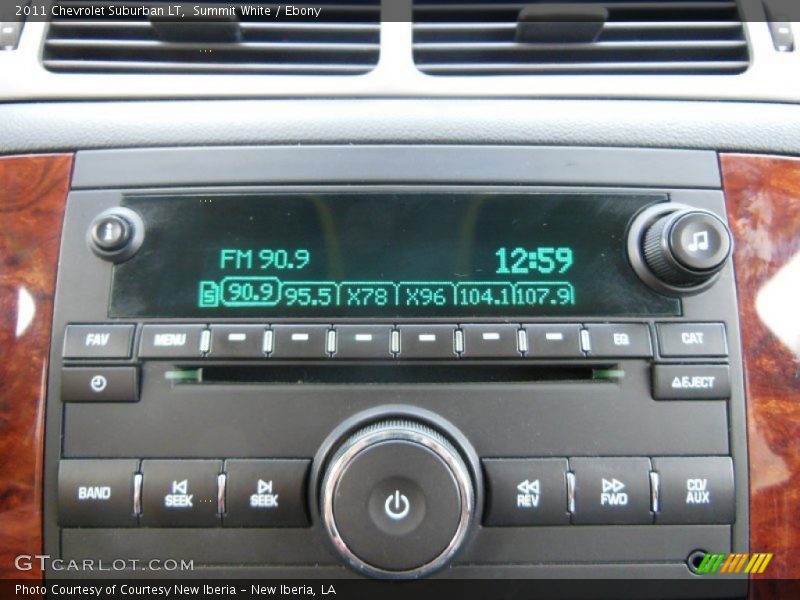 2011 Chevrolet Suburban LT,  Summit White / Ebony
FM 90.9
12:59
5 90.9 95.5 X78 X96 104.1 107.9
FAV
MENU
EQ
CAT
EJECT
BAND
SEEK
SEEK
REV
FWD
CD/
AUX
GTCARLOT.COM
Photo Courtesy of Courtesy New Iberia - New Iberia, LA